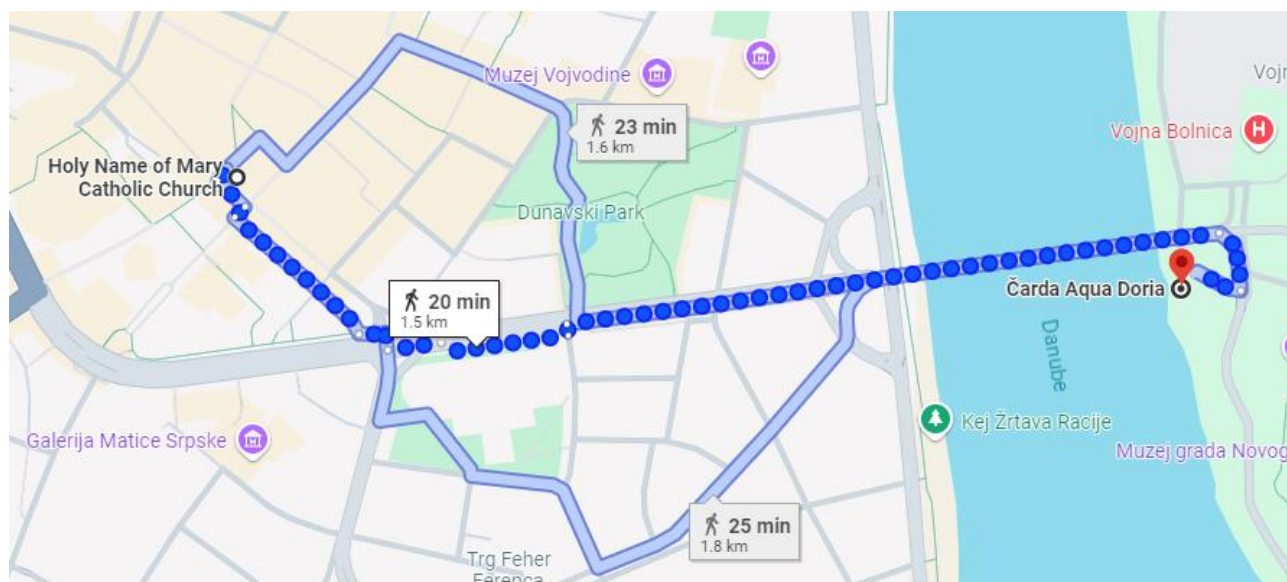 Muzej Vojvodine
Vojn
23 min
1.6 km
Vojna Bolnica
H
Holy Name of Mary
Catholic Church
Dunavski Park
20 min
1.5 km
Čarda Aqua Doria
Danube
Kej Žrtava Racije
Galerija Matice Srpske
Muzej grada Novog
25 min
1.8 km
Trg Feher
Ferenca